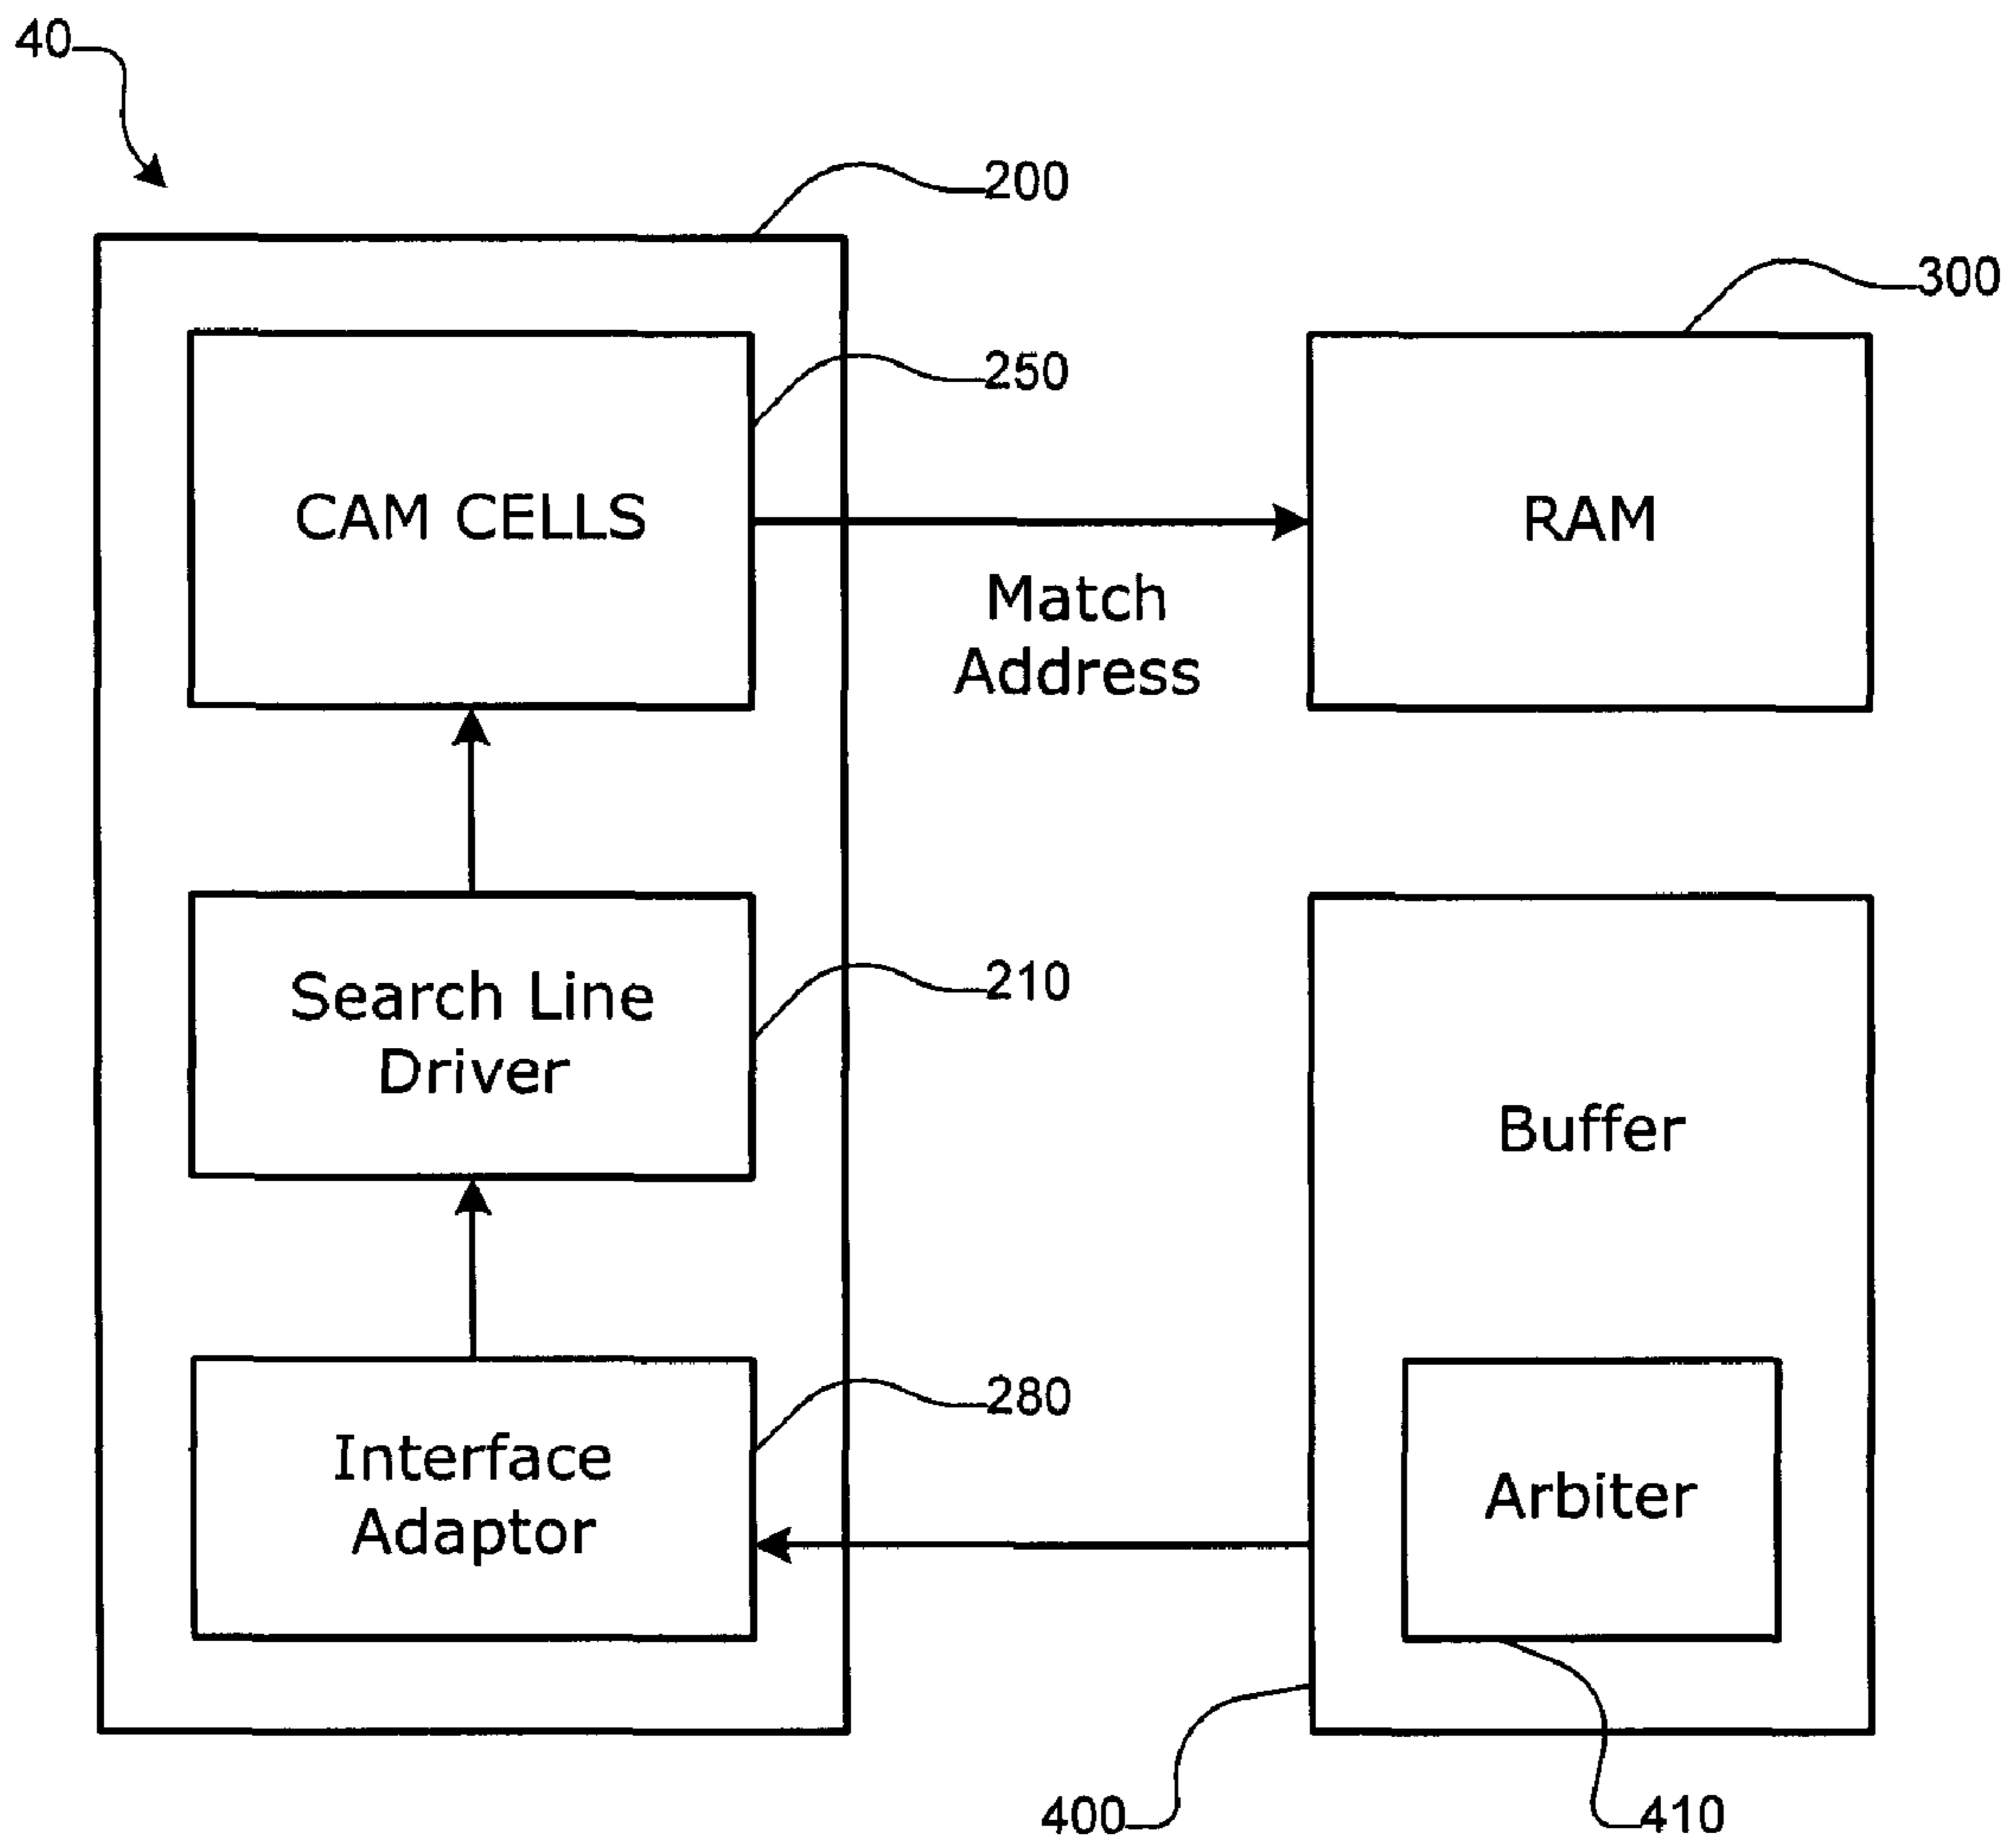 40
200
300
250
CAM CELLS
RAM
Match
Address
Search Line
Driver
210
Buffer
280
Interface
Adaptor
Arbiter
400
410